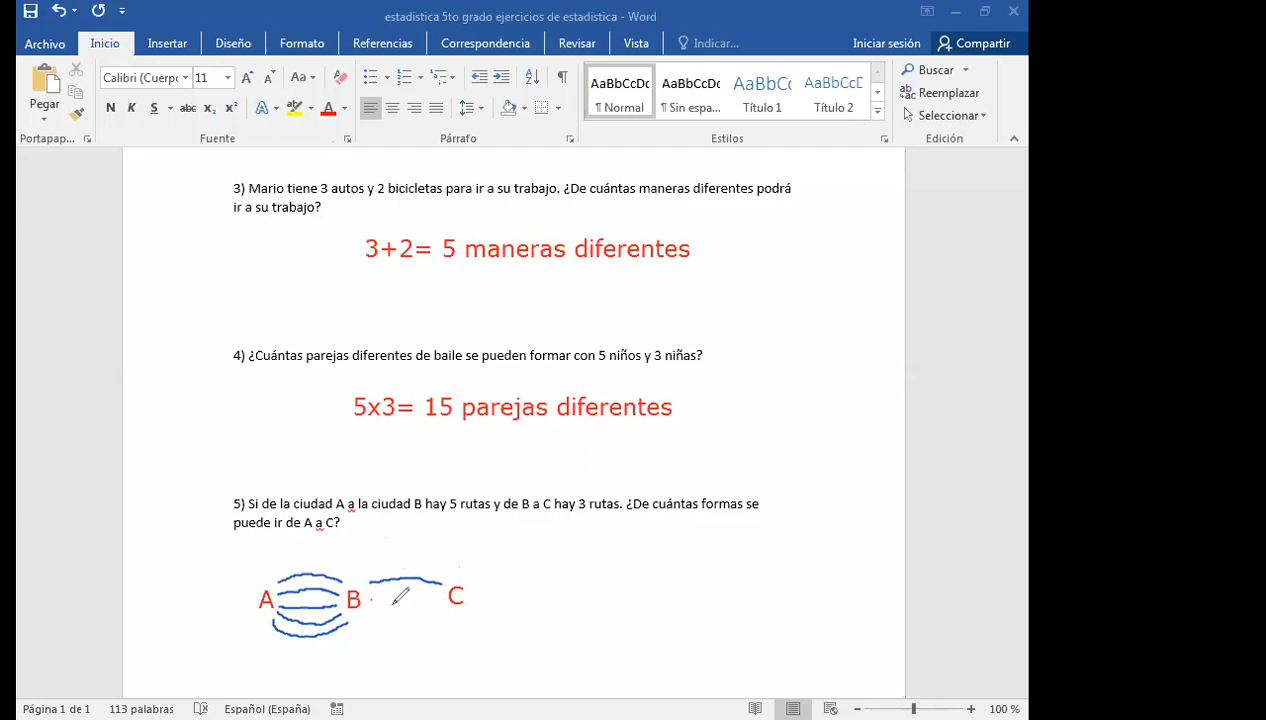 estadistica 5to grado ejercicios de estadistica - Word
Archivo Inicio Insertar Diseño Formato Referencias Correspondencia Revisar Vista Indicar... Iniciar sesión Compartir
Calibri (Cuerpo 11 Aa AaBbCcDc AaBbCcDc AaBbCc AaBbCcD Buscar
Reemplazar
Pegar N K S abc x₂ x² A A ¶ Normal ¶ Sin espa... Título 1 Título 2 Seleccionar
Portapap... Fuente Párrafo Estilos Edición
3) Mario tiene 3 autos y 2 bicicletas para ir a su trabajo. ¿De cuántas maneras diferentes podrá
ir a su trabajo?
3+2= 5 maneras diferentes
4) ¿Cuántas parejas diferentes de baile se pueden formar con 5 niños y 3 niñas?
5x3= 15 parejas diferentes
5) Si de la ciudad A a la ciudad B hay 5 rutas y de B a C hay 3 rutas. ¿De cuántas formas se
puede ir de A a C?
A B C
Página 1 de 1 113 palabras Español (España) 100 %